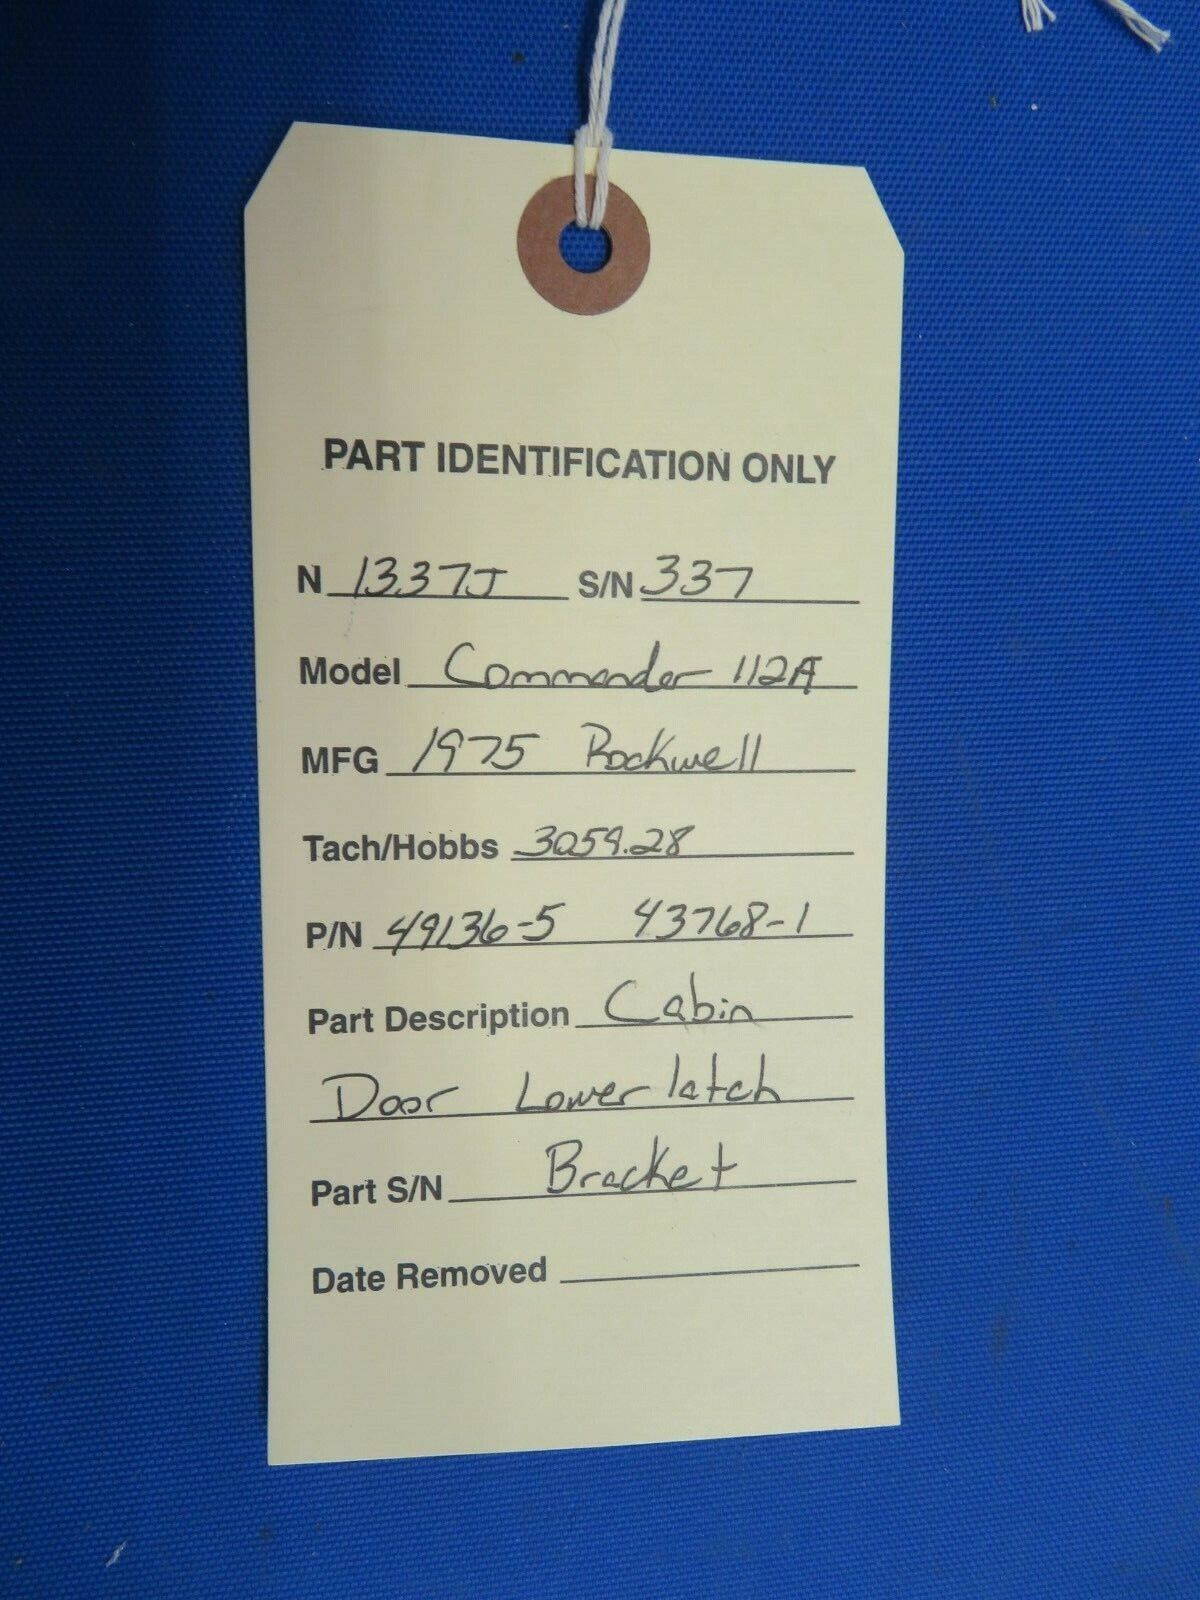 PART IDENTIFICATION ONLY
N 1337J S/N 337
Model Commander 112A
MFG 1975 Rockwell
Tach/Hobbs 3059.28
P/N 49136-5 43768-1
Part Description Cabin
Door Lower latch
Part S/N Bracket
Date Removed